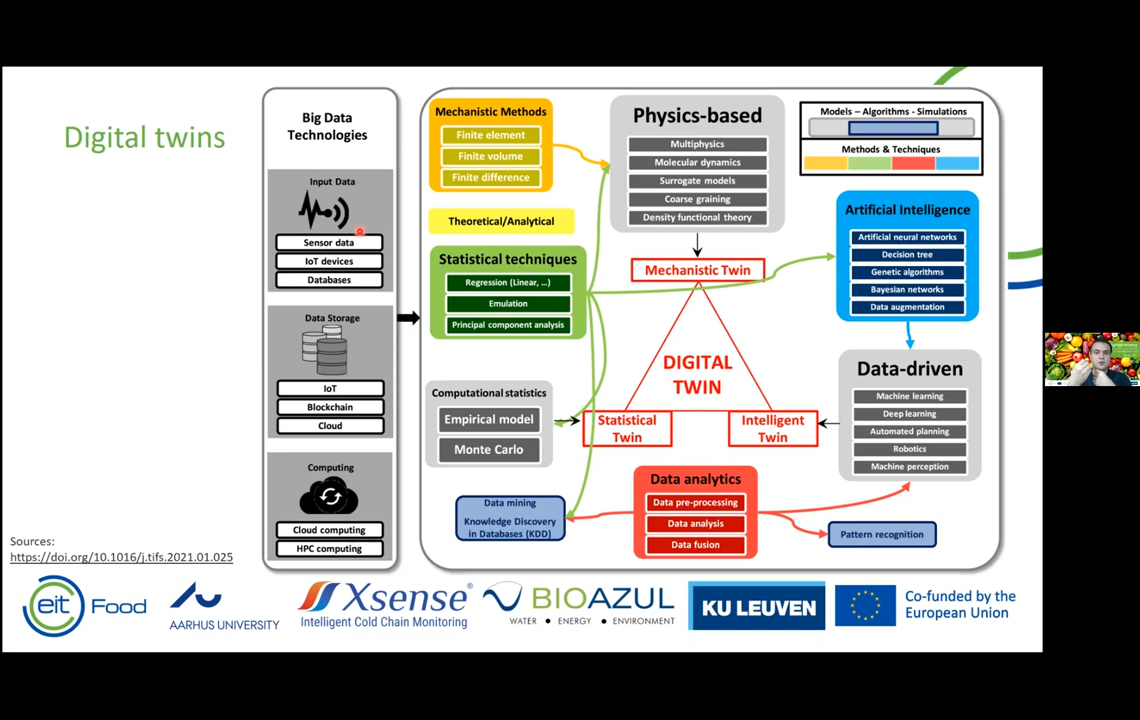 Digital twins
Big Data
Technologies
Input Data
Sensor data
IoT devices
Databases
Data Storage
IoT
Blockchain
Cloud
Computing
Cloud computing
HPC computing
Mechanistic Methods
Finite element
Finite volume
Finite difference
Theoretical/Analytical
Statistical techniques
Regression (Linear, ...)
Emulation
Principal component analysis
Computational statistics
Empirical model
Monte Carlo
Data mining
Knowledge Discovery
in Databases (KDD)
Physics-based
Multiphysics
Molecular dynamics
Surrogate models
Coarse graining
Density functional theory
Mechanistic Twin
DIGITAL
TWIN
Statistical
Twin
Intelligent
Twin
Data analytics
Data pre-processing
Data analysis
Data fusion
Models – Algorithms - Simulations
Methods & Techniques
Artificial Intelligence
Artificial neural networks
Decision tree
Genetic algorithms
Bayesian networks
Data augmentation
Data-driven
Machine learning
Deep learning
Automated planning
Robotics
Machine perception
Pattern recognition
Sources:
https://doi.org/10.1016/j.tifs.2021.01.025
eit Food
AARHUS UNIVERSITY
Xsense®
Intelligent Cold Chain Monitoring
BIOAZUL
WATER • ENERGY • ENVIRONMENT
KU LEUVEN
Co-funded by the
European Union